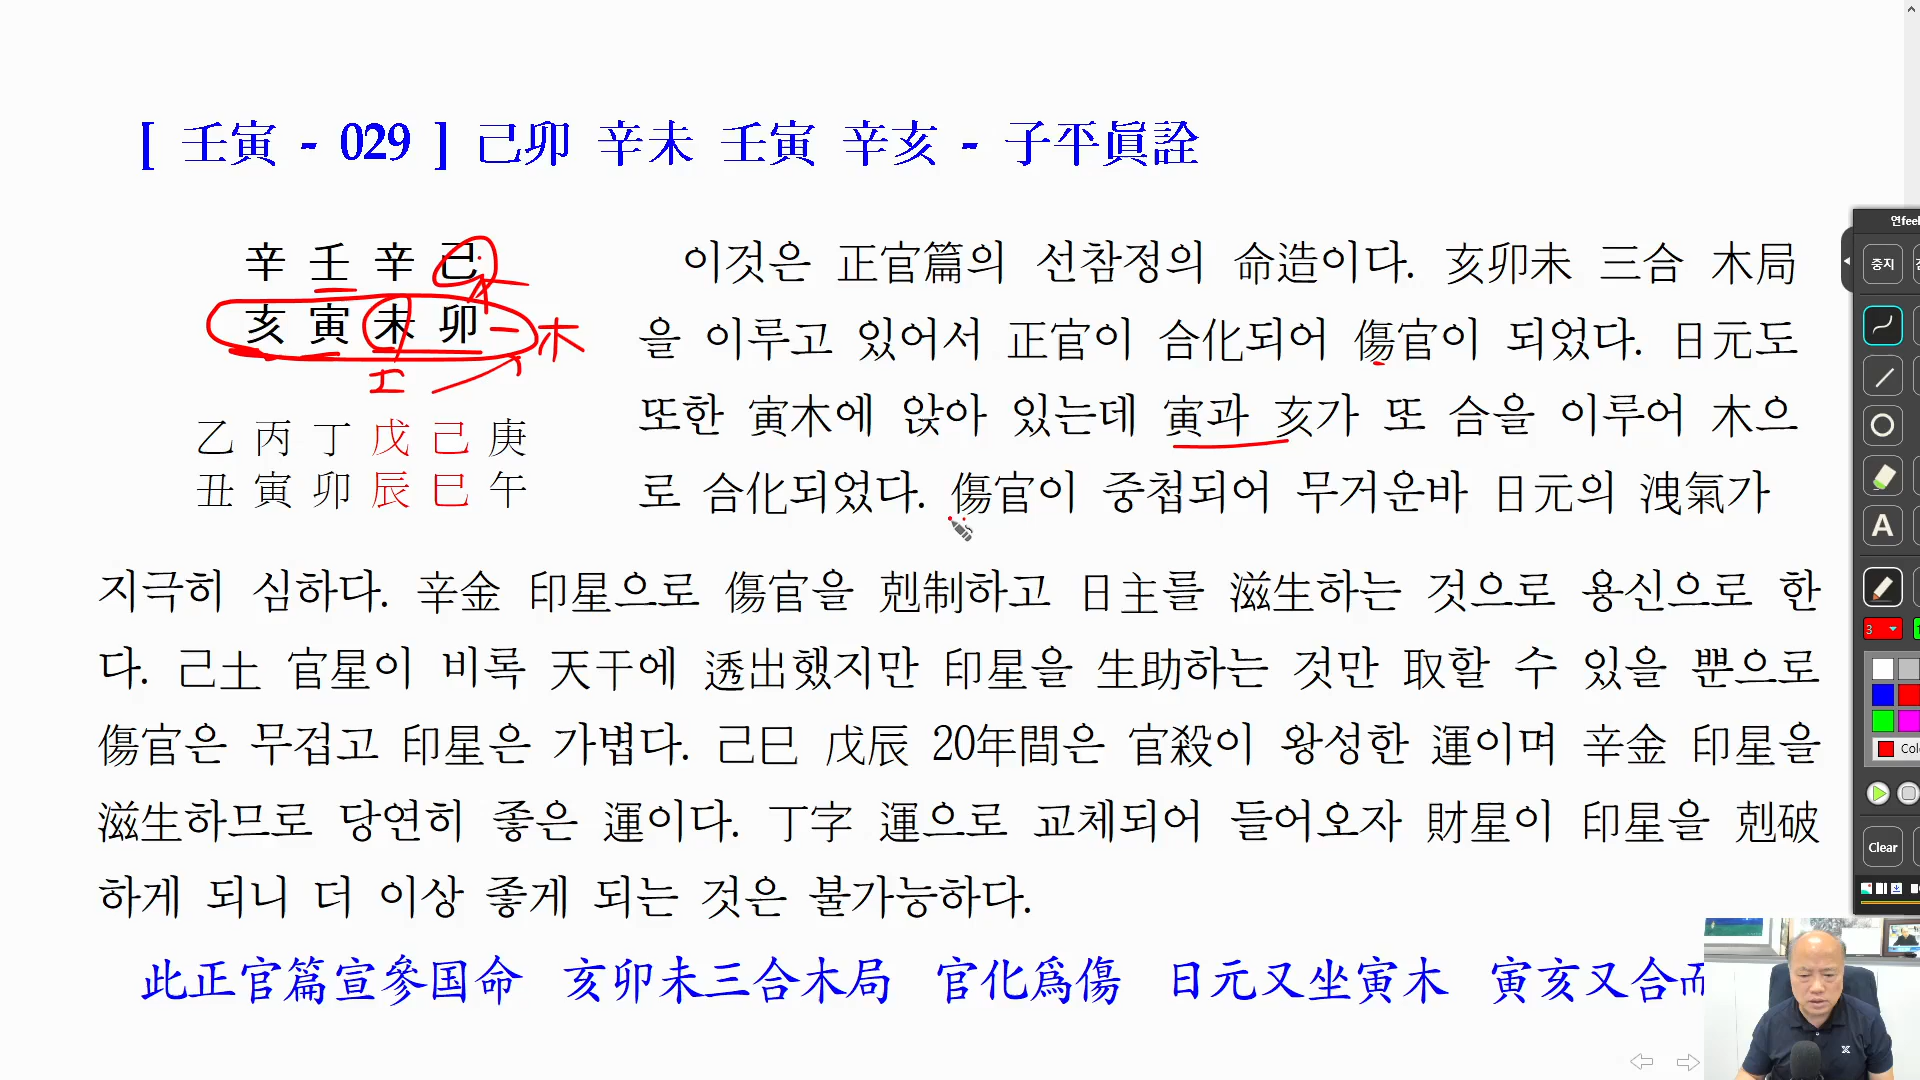 [ 壬寅 - 029 ] 己卯 辛未 壬寅 辛亥 - 子平眞詮
辛 壬 辛 己
亥 寅 未 卯
木
土
乙 丙 丁 戊 己 庚
丑 寅 卯 辰 巳 午
이것은 正官篇의 선참정의 命造이다. 亥卯未 三合 木局
을 이루고 있어서 正官이 合化되어 傷官이 되었다. 日元도
또한 寅木에 앉아 있는데 寅과 亥가 또 合을 이루어 木으
로 合化되었다. 傷官이 중첩되어 무거운바 日元의 洩氣가
지극히 심하다. 辛金 印星으로 傷官을 剋制하고 日主를 滋生하는 것으로 용신으로 한
다. 己土 官星이 비록 天干에 透出했지만 印星을 生助하는 것만 取할 수 있을 뿐으로
傷官은 무겁고 印星은 가볍다. 己巳 戊辰 20年間은 官殺이 왕성한 運이며 辛金 印星을
滋生하므로 당연히 좋은 運이다. 丁字 運으로 교체되어 들어오자 財星이 印星을 剋破
하게 되니 더 이상 좋게 되는 것은 불가능하다.
此正官篇宣參国命 亥卯未三合木局 官化爲傷 日元又坐寅木 寅亥又合而
연feel
중지
A
3
Clear